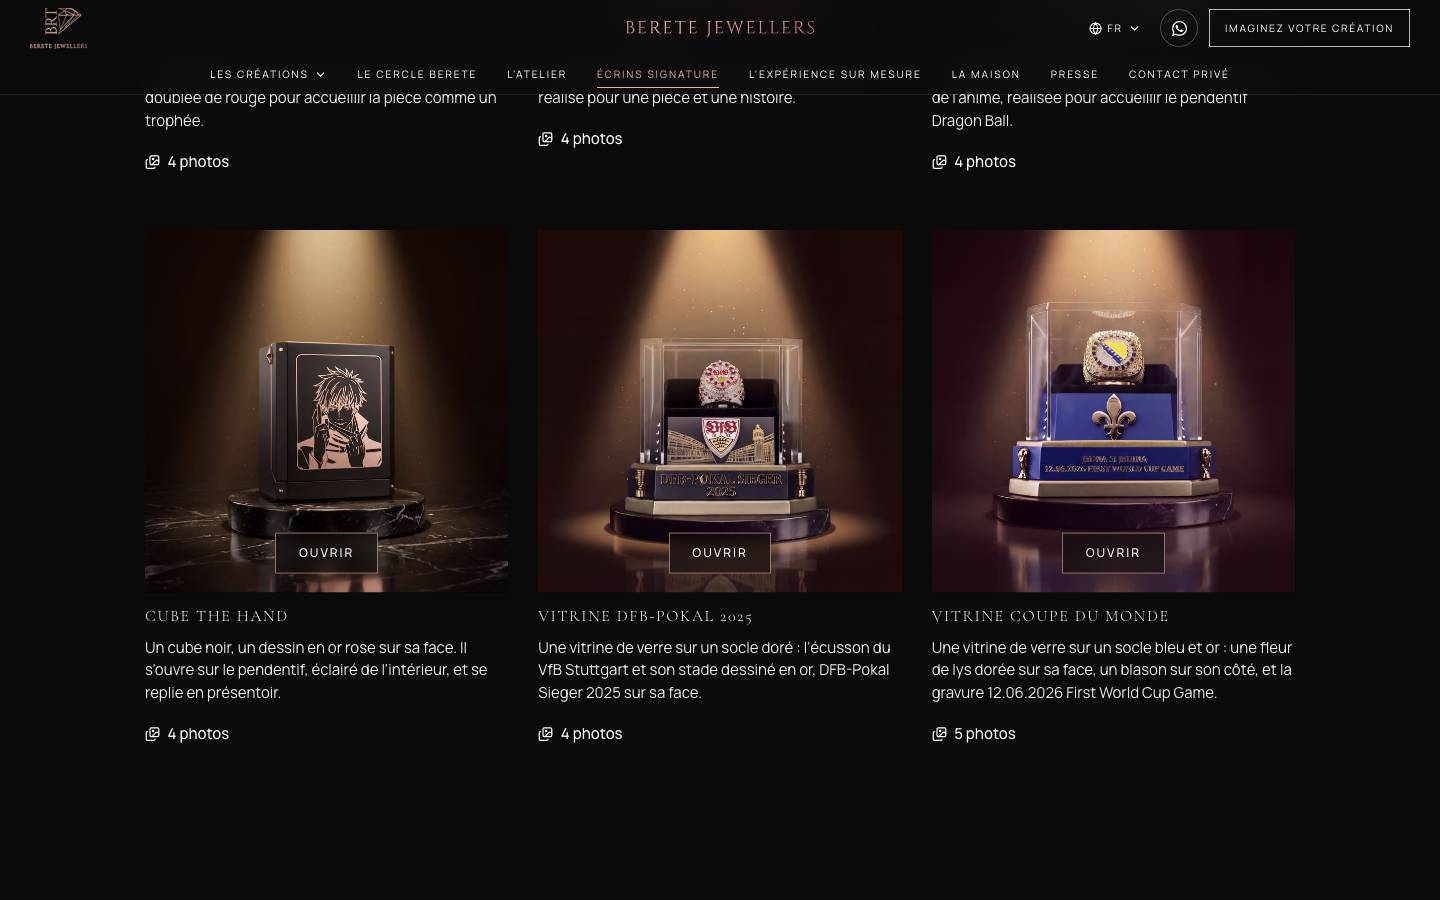 BRT
BERETE JEWELLERS
BERETE JEWELLERS
FR
IMAGINEZ VOTRE CRÉATION
LES CRÉATIONS
LE CERCLE BERETE
L'ATELIER
ÉCRINS SIGNATURE
L'EXPÉRIENCE SUR MESURE
LA MAISON
PRESSE
CONTACT PRIVÉ
doublée de rouge pour accueillir la pièce comme un
trophée.
4 photos
réalisé pour une pièce et une histoire.
4 photos
de l'anime, réalisée pour accueillir le pendentif
Dragon Ball.
4 photos
OUVRIR
CUBE THE HAND
Un cube noir, un dessin en or rose sur sa face. Il
s'ouvre sur le pendentif, éclairé de l'intérieur, et se
replie en présentoir.
4 photos
VfB
DFB-POKAL SIEGER
2025
OUVRIR
VITRINE DFB-POKAL 2025
Une vitrine de verre sur un socle doré : l'écusson du
VfB Stuttgart et son stade dessiné en or, DFB-Pokal
Sieger 2025 sur sa face.
4 photos
12.06.2026 FIRST WORLD CUP GAME
OUVRIR
VITRINE COUPE DU MONDE
Une vitrine de verre sur un socle bleu et or : une fleur
de lys dorée sur sa face, un blason sur son côté, et la
gravure 12.06.2026 First World Cup Game.
5 photos